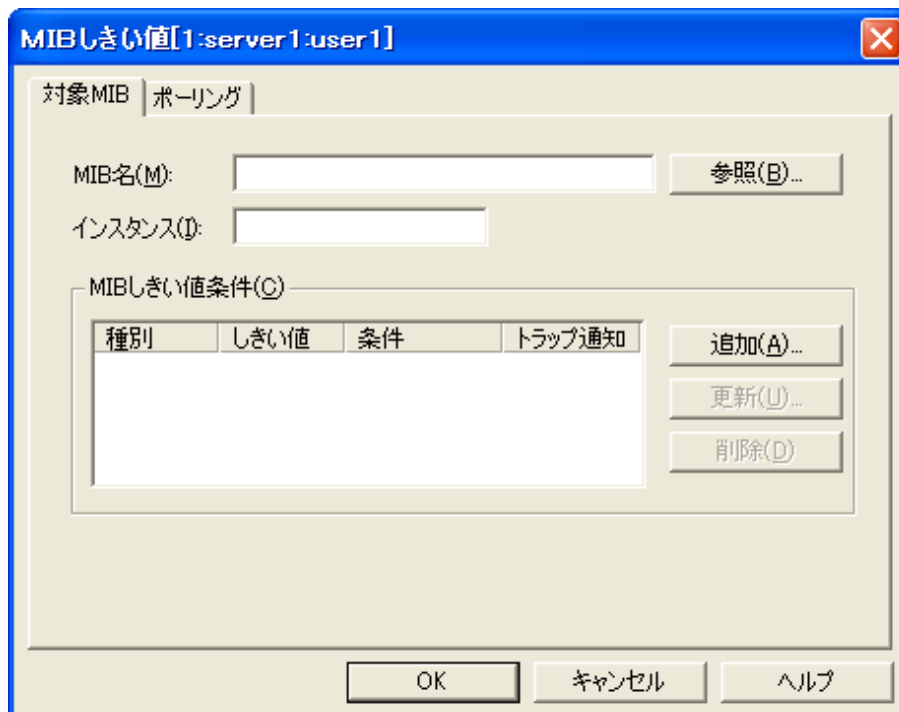 MIBしきい値[1:server1:user1]
対象MIB ポーリング
MIB名(M): 参照(B)...
インスタンス(I):
MIBしきい値条件(C)
種別 しきい値 条件 トラップ通知
追加(A)...
更新(U)...
削除(D)
OK キャンセル ヘルプ